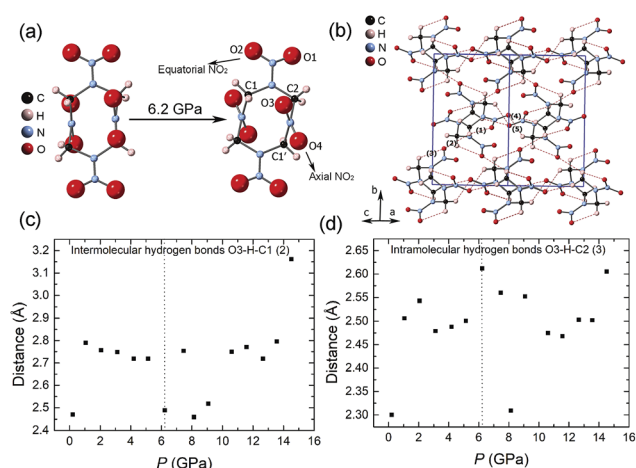 (a)
O2
O1
Equatorial NO2
C
H
N
O
6.2 GPa
C1
C2
O3
O4
C1'
Axial NO2
(b)
C
H
N
O
(4)
(1)
(5)
(3)
(2)
b
c
a
(c)
Intermolecular hydrogen bonds O3-H-C1 (2)
Distance (Å)
3.2
3.1
3.0
2.9
2.8
2.7
2.6
2.5
2.4
0 2 4 6 8 10 12 14 16
P (GPa)
(d)
Intramolecular hydrogen bonds O3-H-C2 (3)
Distance (Å)
2.65
2.60
2.55
2.50
2.45
2.40
2.35
2.30
0 2 4 6 8 10 12 14 16
P (GPa)